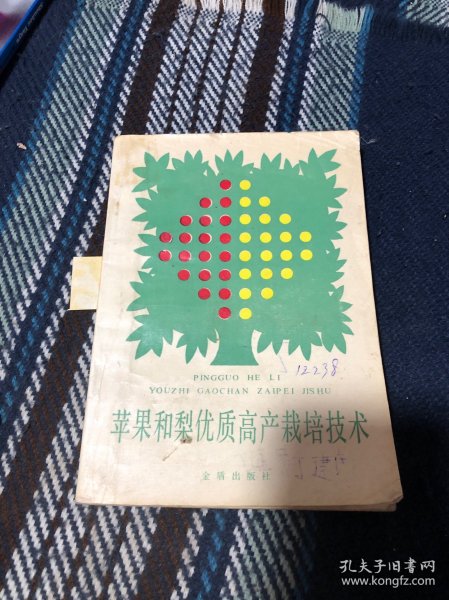 PINGGUO HE LI
12238
YOUZHI GAOCHAN ZAIPEI JISHU
苹果和梨优质高产栽培技术
金盾出版社
孔夫子旧书网
www.kongfz.com